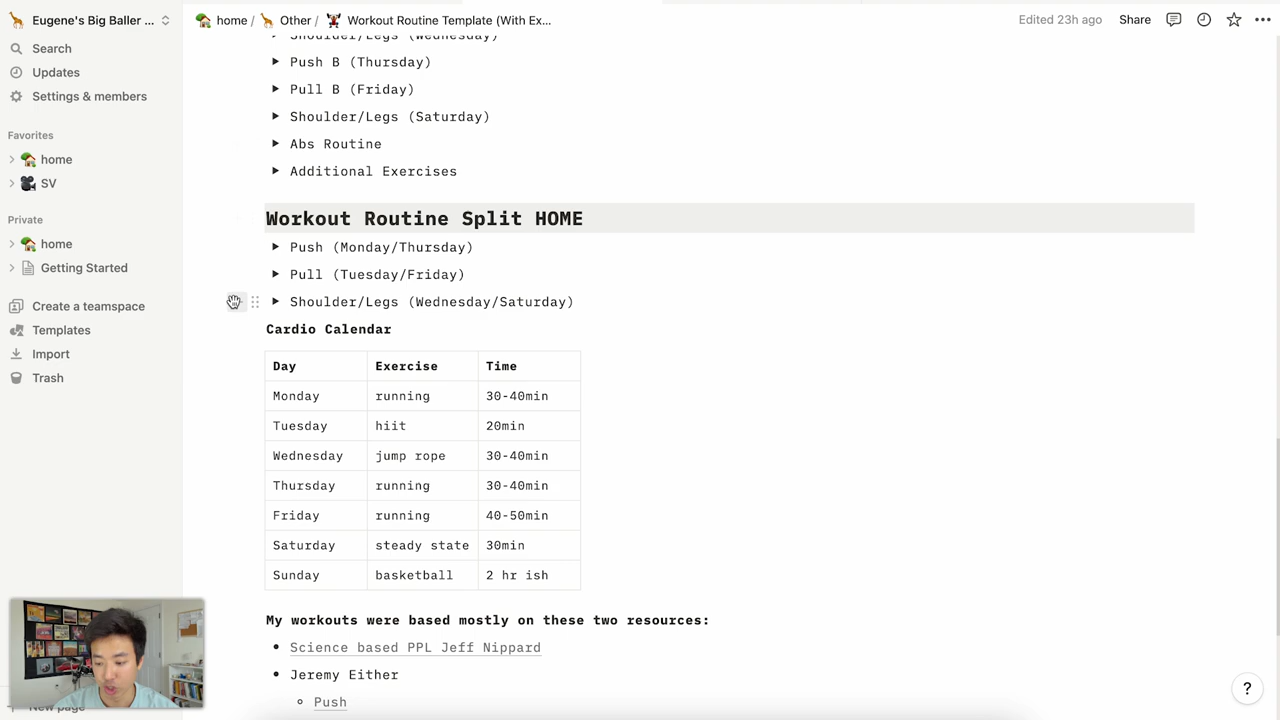 Eugene's Big Baller ...
home / Other / Workout Routine Template (With Ex...
Edited 23h ago
Share
Search
Updates
Settings & members
Favorites
home
SV
Private
home
Getting Started
Create a teamspace
Templates
Import
Trash
New page
Shoulder/Legs (Wednesday)
Push B (Thursday)
Pull B (Friday)
Shoulder/Legs (Saturday)
Abs Routine
Additional Exercises
Workout Routine Split HOME
Push (Monday/Thursday)
Pull (Tuesday/Friday)
Shoulder/Legs (Wednesday/Saturday)
Cardio Calendar
Day Exercise Time
Monday running 30-40min
Tuesday hiit 20min
Wednesday jump rope 30-40min
Thursday running 30-40min
Friday running 40-50min
Saturday steady state 30min
Sunday basketball 2 hr ish
My workouts were based mostly on these two resources:
Science based PPL Jeff Nippard
Jeremy Either
Push
?